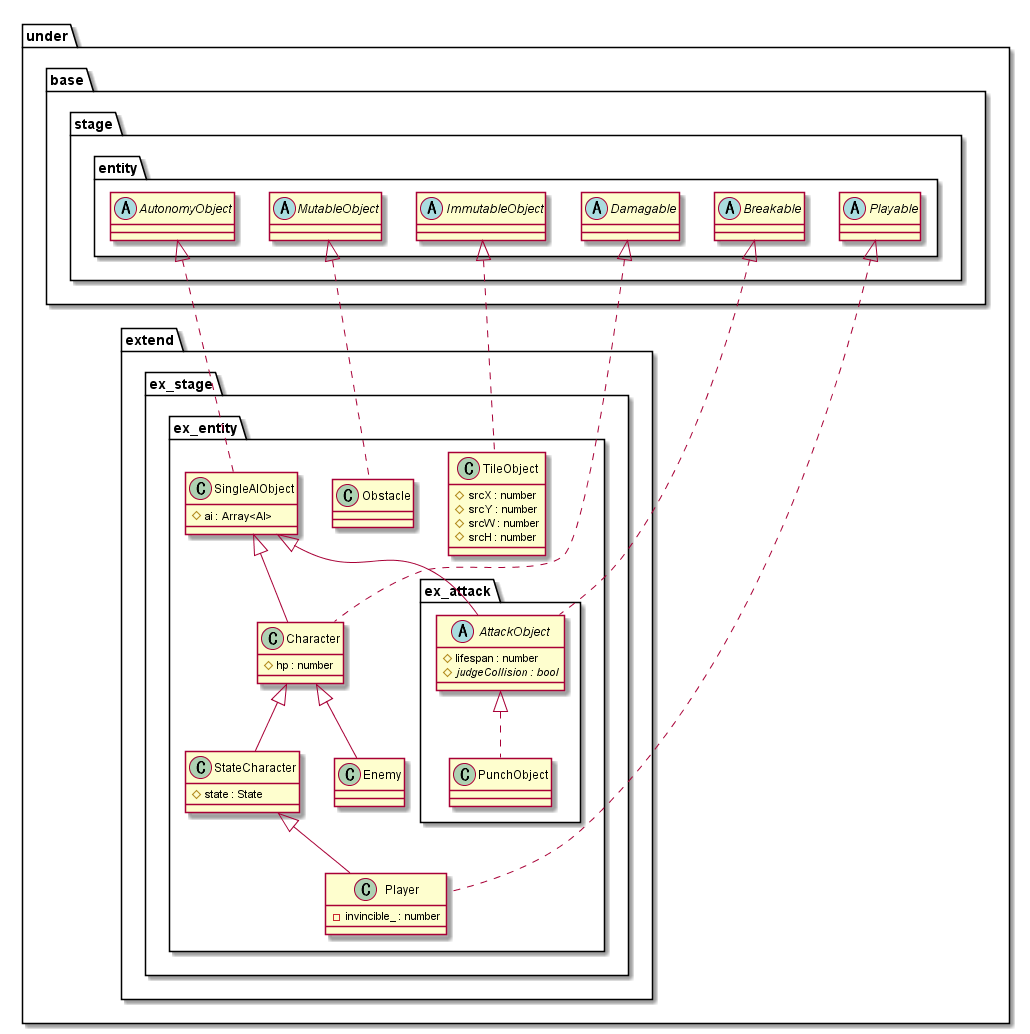 under
base
stage
entity
A AutonomyObject
A MutableObject
A ImmutableObject
A Damagable
A Breakable
A Playable
extend
ex_stage
ex_entity
C SingleAIObject
ai : Array<AI>
C Obstacle
C TileObject
srcX : number
srcY : number
srcW : number
srcH : number
ex_attack
A AttackObject
lifespan : number
judgeCollision : bool
C Character
hp : number
C StateCharacter
state : State
C Enemy
C PunchObject
C Player
invincible_ : number